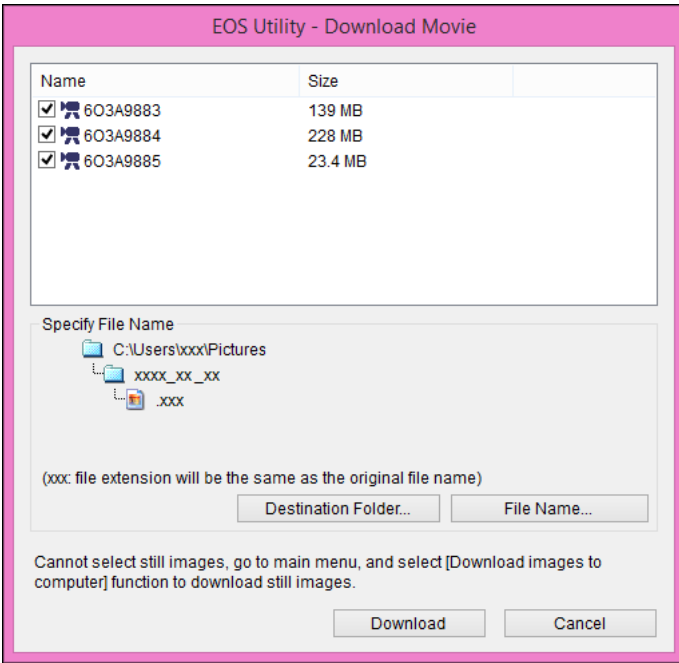 EOS Utility - Download Movie
Name Size
6O3A9883 139 MB
6O3A9884 228 MB
6O3A9885 23.4 MB
Specify File Name
C:\Users\xxx\Pictures
xxxx_xx_xx
.xxx
(xxx: file extension will be the same as the original file name)
Destination Folder... File Name...
Cannot select still images, go to main menu, and select [Download images to
computer] function to download still images.
Download Cancel